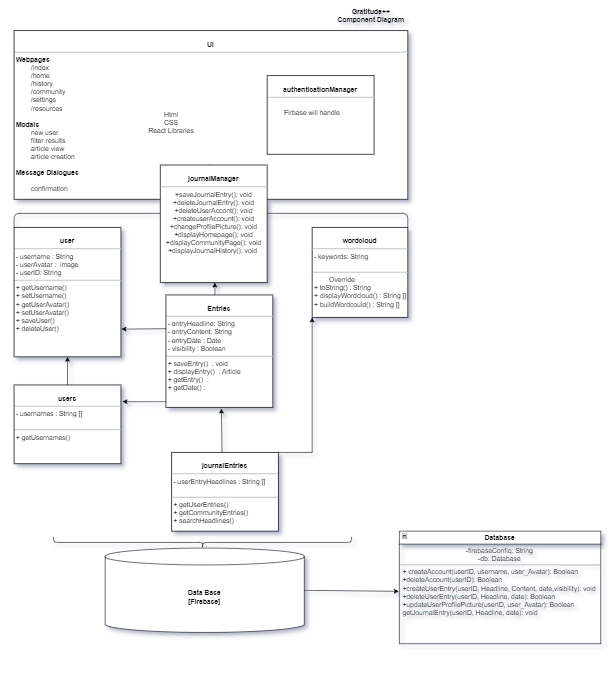 Gratitude++
Component Diagram
UI
Webpages
/index
/home
/history
/community
/settings
/resources
Modals
new user
filter results
article view
article creation
Message Dialogues
confirmation
Html
CSS
React Libraries
authenticationManager
Firbase will handle
journalManager
+saveJournalEntry(): void
+deleteJournalEntry(): void
+deleteUserAccont(): void
+createuserAccount(): void
+changeProfilePicture(): void
+displayHomepage(): void
+displayCommunityPage(): void
+displayJournalHistory(): void
user
- username : String
- userAvatar : image
- userID: String
+ getUsername()
+ setUsername()
+ getUserAvatar()
+ setUserAvatar()
+ saveUser()
+ deleteUser()
wordcloud
- keywords: String
Override
+ toString() : String
+ displayWordcloud() : String []
+ buildWordcould() : String []
Entries
- entryHeadline: String
- entryContent: String
- entryDate : Date
- visibility : Boolean
+ saveEntry() : void
+ displayEntry() : Article
+ getEntry() :
+ getDate() :
users
- usernames : String []
+ getUsernames()
journalEntries
- userEntryHeadlines : String []
+ getUserEntries()
+ getCommunityEntries()
+ searchHeadlines()
Data Base
[Firebase]
Database
-firebaseConfig: String
-db: Database
+ createAccount(userID, username, user_Avatar): Boolean
+deleteAccount(userID): Boolean
+createUserEntry(userID, Headline, Content, date,visibility): void
+deleteUserEntry(userID, Headline, date): Boolean
+updateUserProfilePicture(userID, user_Avatar): Boolean
getJournalEntry(userID, Headline, date): void